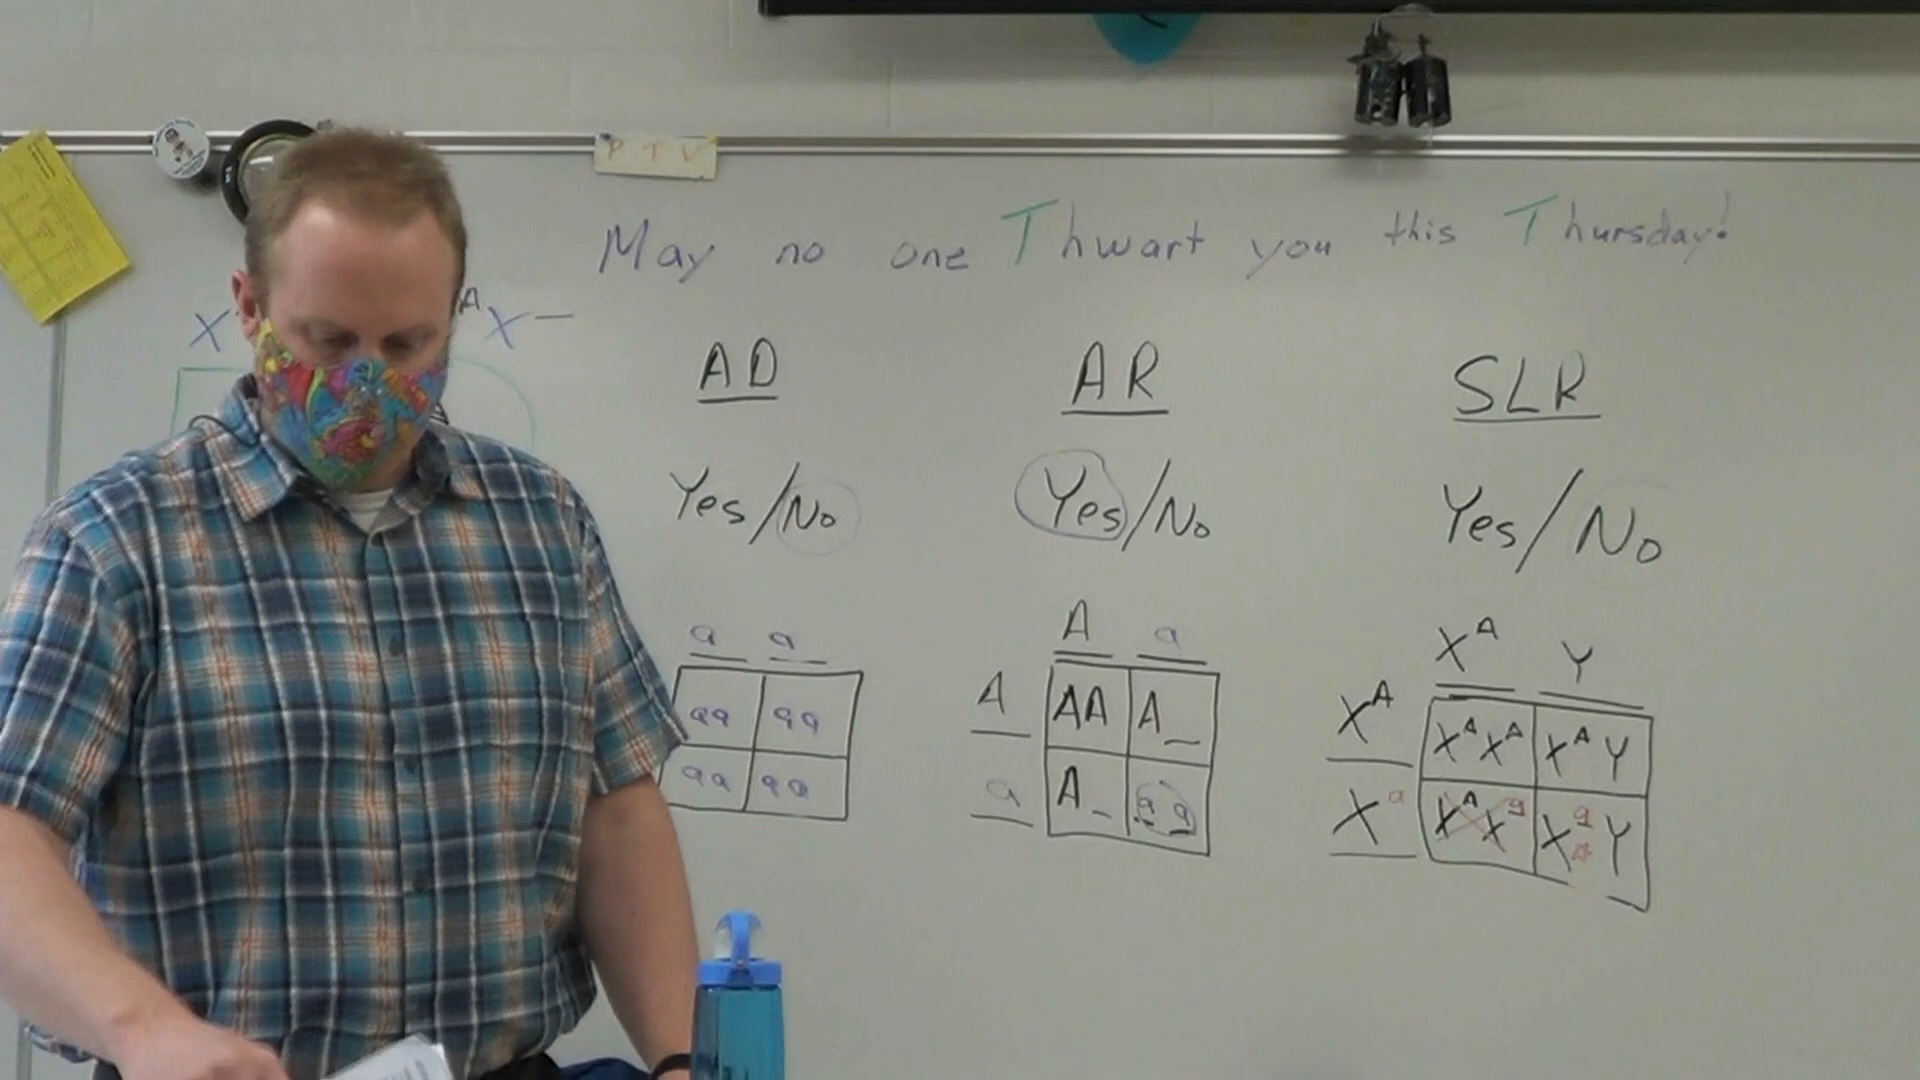 P T V
May no one Thwart you this Thursday!
X A X —
AD AR SLR
Yes/No Yes/No Yes/No
a a A a X^A Y
aa aa A AA A_ X^A X^A X^A X^A Y
aa aa a A_ aa X^a X^A X^a X^a Y